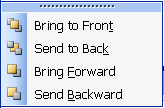 Bring to Front
Send to Back
Bring Forward
Send Backward